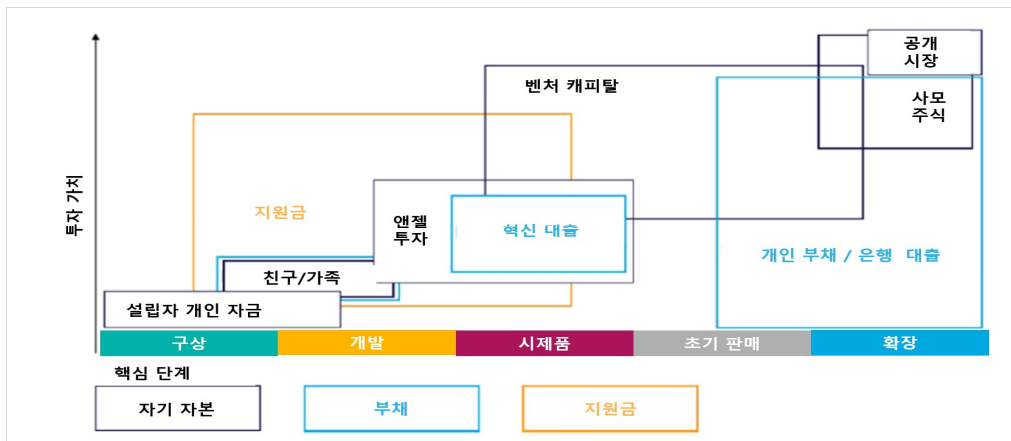 공개
시장
벤처 캐피탈
사모
주식
투자 가치
지원금
앤젤
투자
혁신 대출
개인 부채 / 은행 대출
친구/가족
설립자 개인 자금
구상
개발
시제품
초기 판매
확장
핵심 단계
자기 자본
부채
지원금